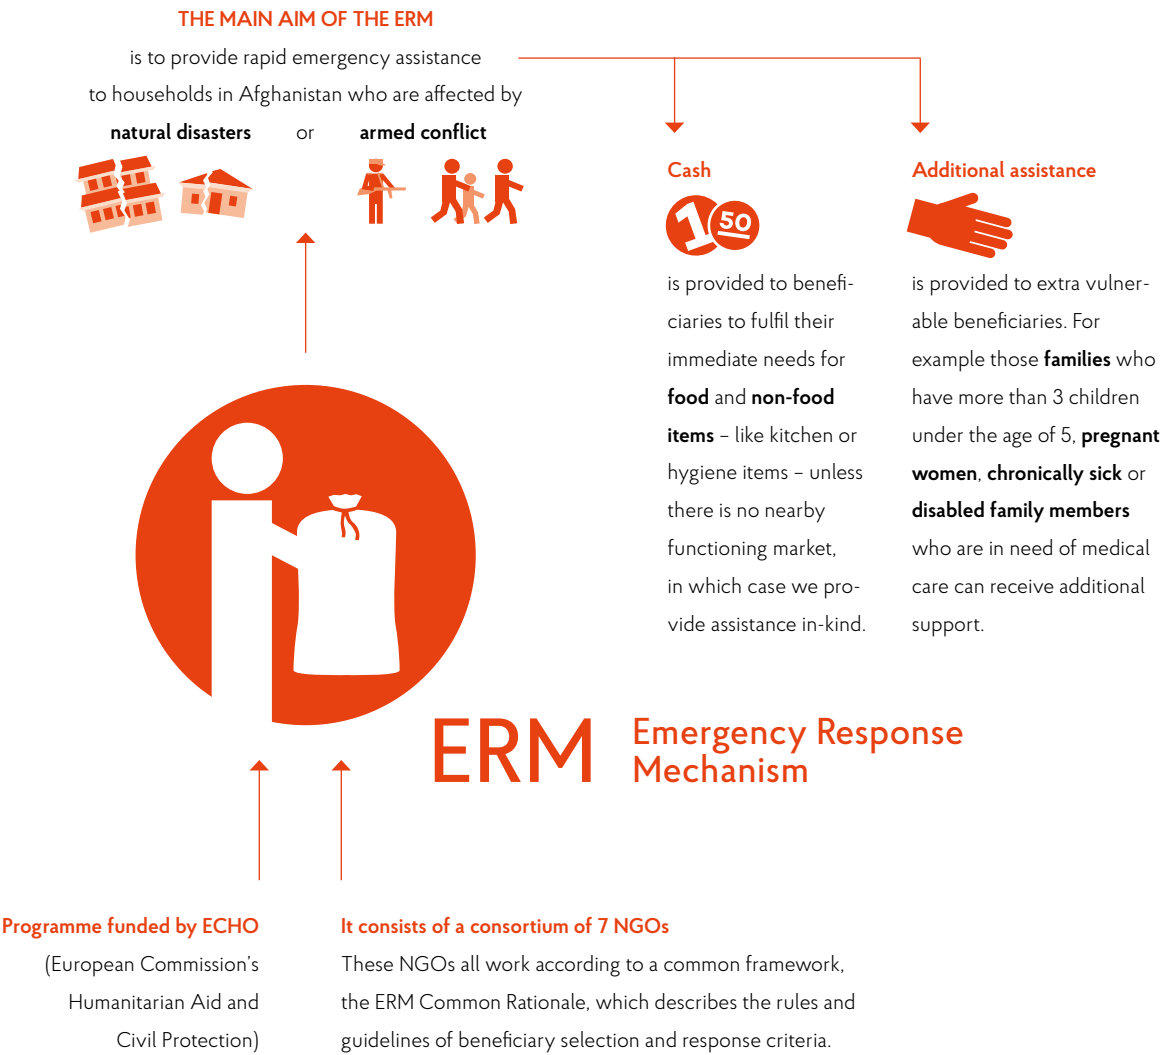 THE MAIN AIM OF THE ERM
is to provide rapid emergency assistance
to households in Afghanistan who are affected by
natural disasters or armed conflict
Cash
1 50
is provided to benefi-
ciaries to fulfil their
immediate needs for
food and non-food
items – like kitchen or
hygiene items – unless
there is no nearby
functioning market,
in which case we pro-
vide assistance in-kind.
Additional assistance
is provided to extra vulner-
able beneficiaries. For
example those families who
have more than 3 children
under the age of 5, pregnant
women, chronically sick or
disabled family members
who are in need of medical
care can receive additional
support.
ERM
Emergency Response
Mechanism
Programme funded by ECHO
(European Commission’s
Humanitarian Aid and
Civil Protection)
It consists of a consortium of 7 NGOs
These NGOs all work according to a common framework,
the ERM Common Rationale, which describes the rules and
guidelines of beneficiary selection and response criteria.